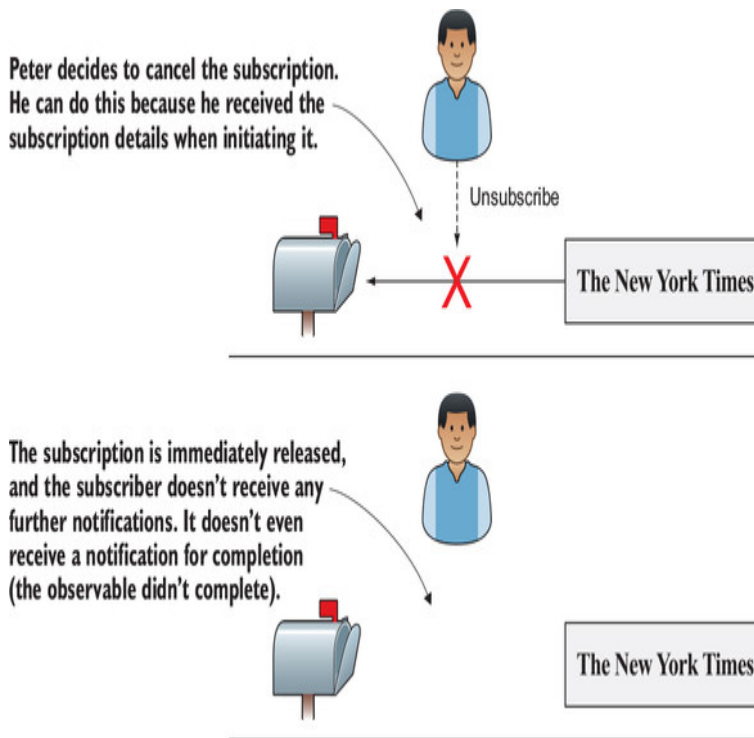 Peter decides to cancel the subscription.
He can do this because he received the
subscription details when initiating it.
Unsubscribe
The New York Times
The subscription is immediately released,
and the subscriber doesn’t receive any
further notifications. It doesn’t even
receive a notification for completion
(the observable didn’t complete).
The New York Times